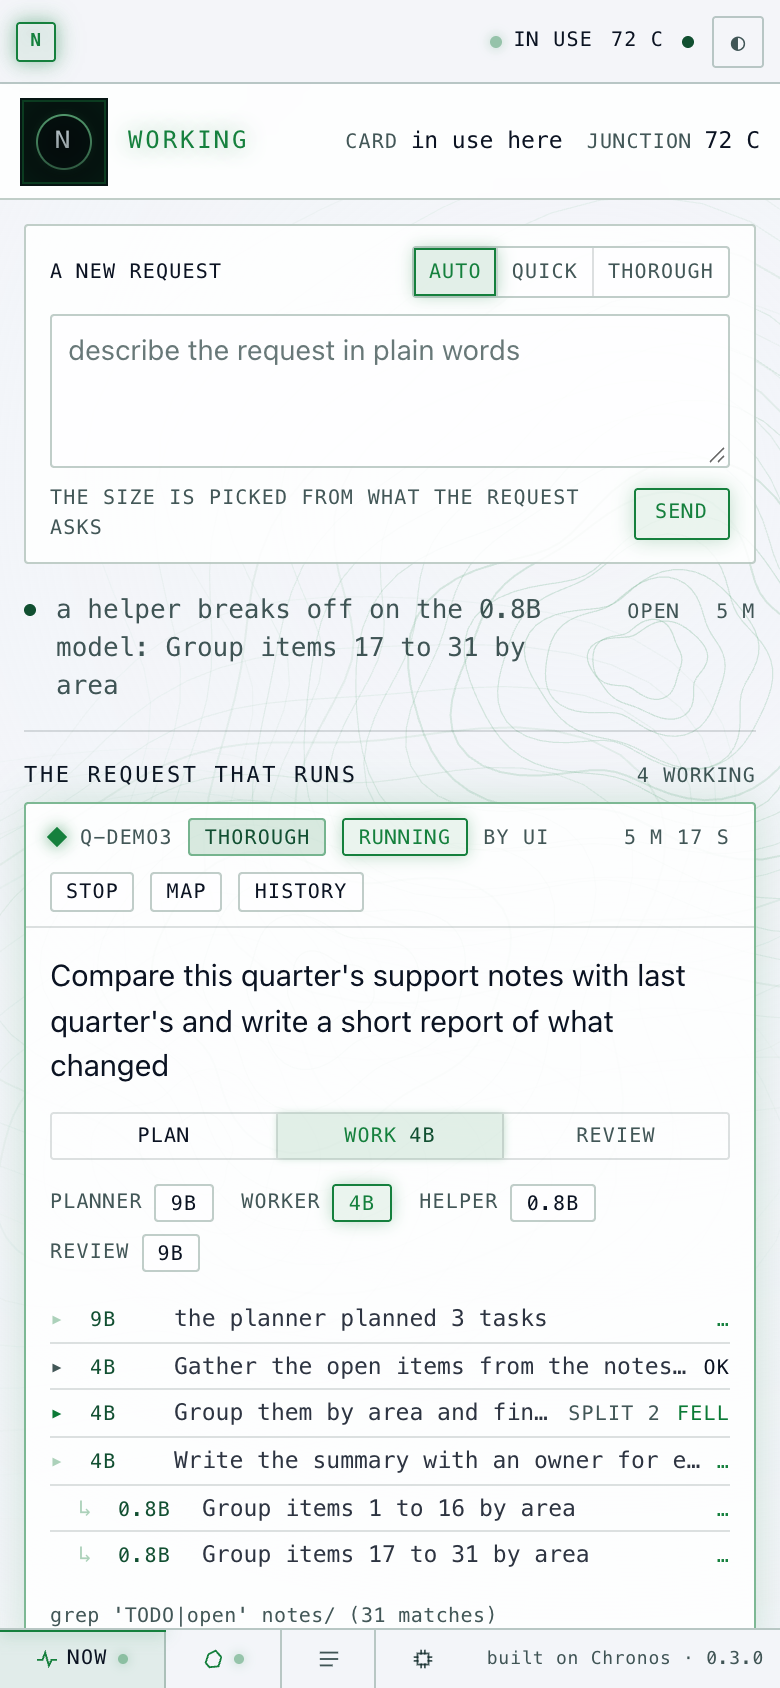 N
IN USE 72 C
◐
N WORKING CARD in use here JUNCTION 72 C
A NEW REQUEST AUTO QUICK THOROUGH
describe the request in plain words
THE SIZE IS PICKED FROM WHAT THE REQUEST
ASKS
SEND
a helper breaks off on the 0.8B
model: Group items 17 to 31 by
area
OPEN 5 M
THE REQUEST THAT RUNS 4 WORKING
Q-DEMO3 THOROUGH RUNNING BY UI 5 M 17 S
STOP MAP HISTORY
Compare this quarter's support notes with last
quarter's and write a short report of what
changed
PLAN WORK 4B REVIEW
PLANNER 9B WORKER 4B HELPER 0.8B
REVIEW 9B
▸ 9B the planner planned 3 tasks …
▸ 4B Gather the open items from the notes… OK
▸ 4B Group them by area and fin… SPLIT 2 FELL
▸ 4B Write the summary with an owner for e… …
↳ 0.8B Group items 1 to 16 by area …
↳ 0.8B Group items 17 to 31 by area …
grep 'TODO|open' notes/ (31 matches)
NOW built on Chronos · 0.3.0